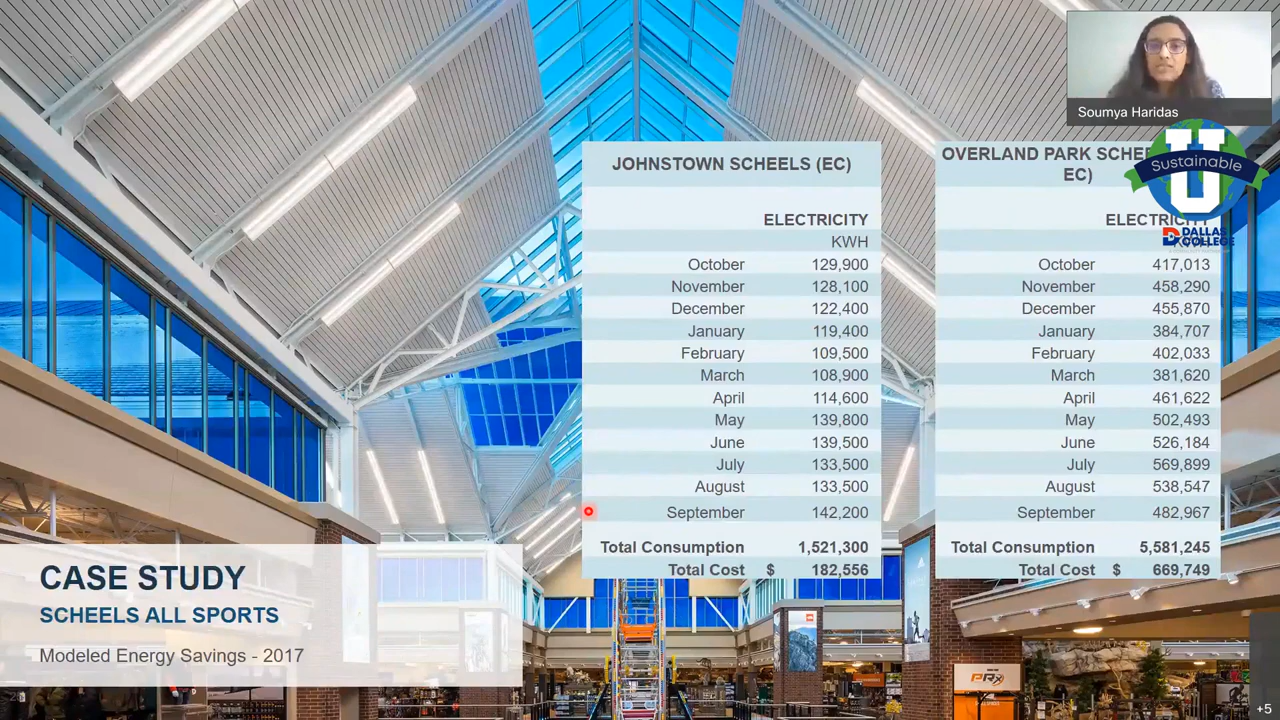 Soumya Haridas
Sustainable
U
DALLAS
COLLEGE
JOHNSTOWN SCHEELS (EC)
ELECTRICITY
KWH
October 129,900
November 128,100
December 122,400
January 119,400
February 109,500
March 108,900
April 114,600
May 139,800
June 139,500
July 133,500
August 133,500
September 142,200
Total Consumption 1,521,300
Total Cost $ 182,556
OVERLAND PARK
EC)
ELECTRICITY
KWH
October 417,013
November 458,290
December 455,870
January 384,707
February 402,033
March 381,620
April 461,622
May 502,493
June 526,184
July 569,899
August 538,547
September 482,967
Total Consumption 5,581,245
Total Cost $ 669,749
CASE STUDY
SCHEELS ALL SPORTS
Modeled Energy Savings - 2017
PRx
+5